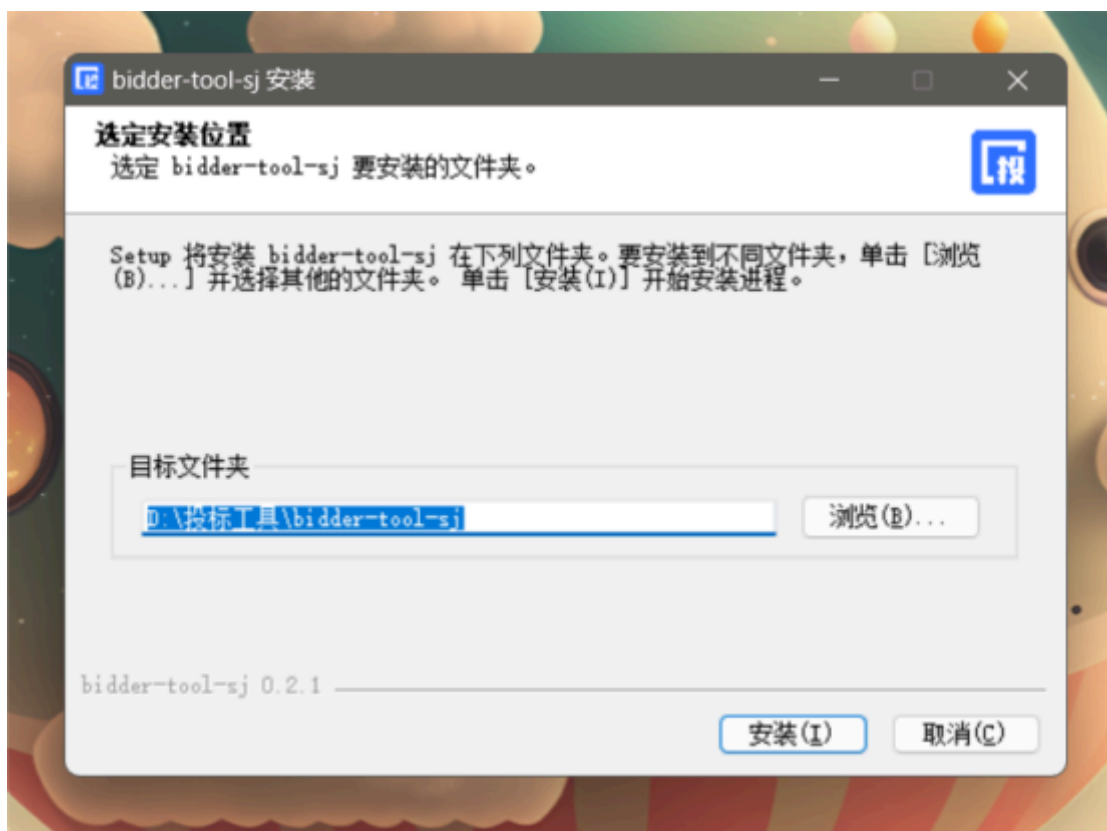 bidder-tool-sj 安装
选定安装位置
选定 bidder-tool-sj 要安装的文件夹。
投
Setup 将安装 bidder-tool-sj 在下列文件夹。要安装到不同文件夹，单击 [浏览
(B)...] 并选择其他的文件夹。 单击 [安装(I)] 开始安装进程。
目标文件夹
D:\投标工具\bidder-tool-sj
浏览(B)...
bidder-tool-sj 0.2.1
安装(I)
取消(C)